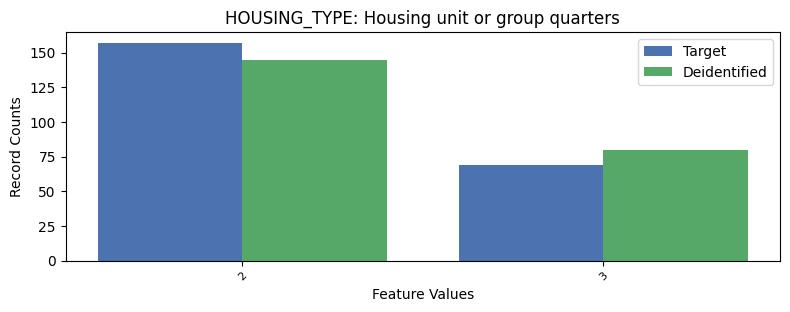 HOUSING_TYPE: Housing unit or group quarters
Target
Deidentified
Record Counts
150
125
100
75
50
25
0
2
3
Feature Values